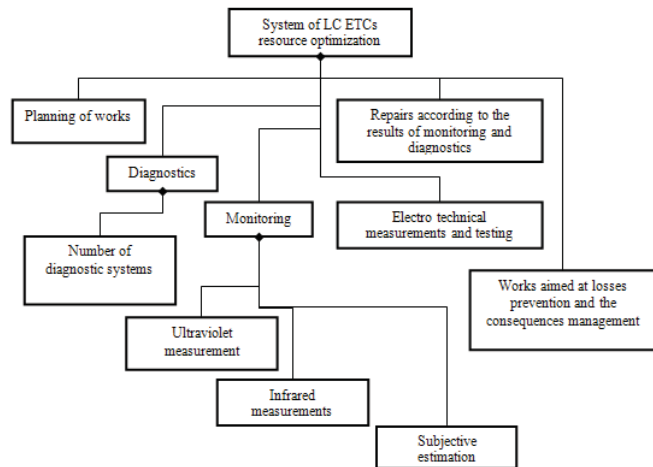 System of LC ETCs
resource optimization
Planning of works
Repairs according to the
results of monitoring and
diagnostics
Diagnostics
Monitoring
Electro technical
measurements and testing
Number of
diagnostic systems
Works aimed at losses
prevention and the
consequences management
Ultraviolet
measurement
Infrared
measurements
Subjective
estimation